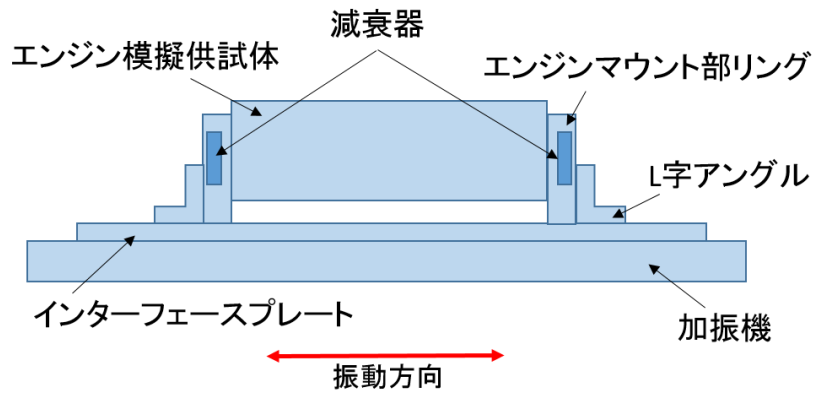 減衰器
エンジン模擬供試体
エンジンマウント部リング
L字アングル
インターフェースプレート
加振機
振動方向